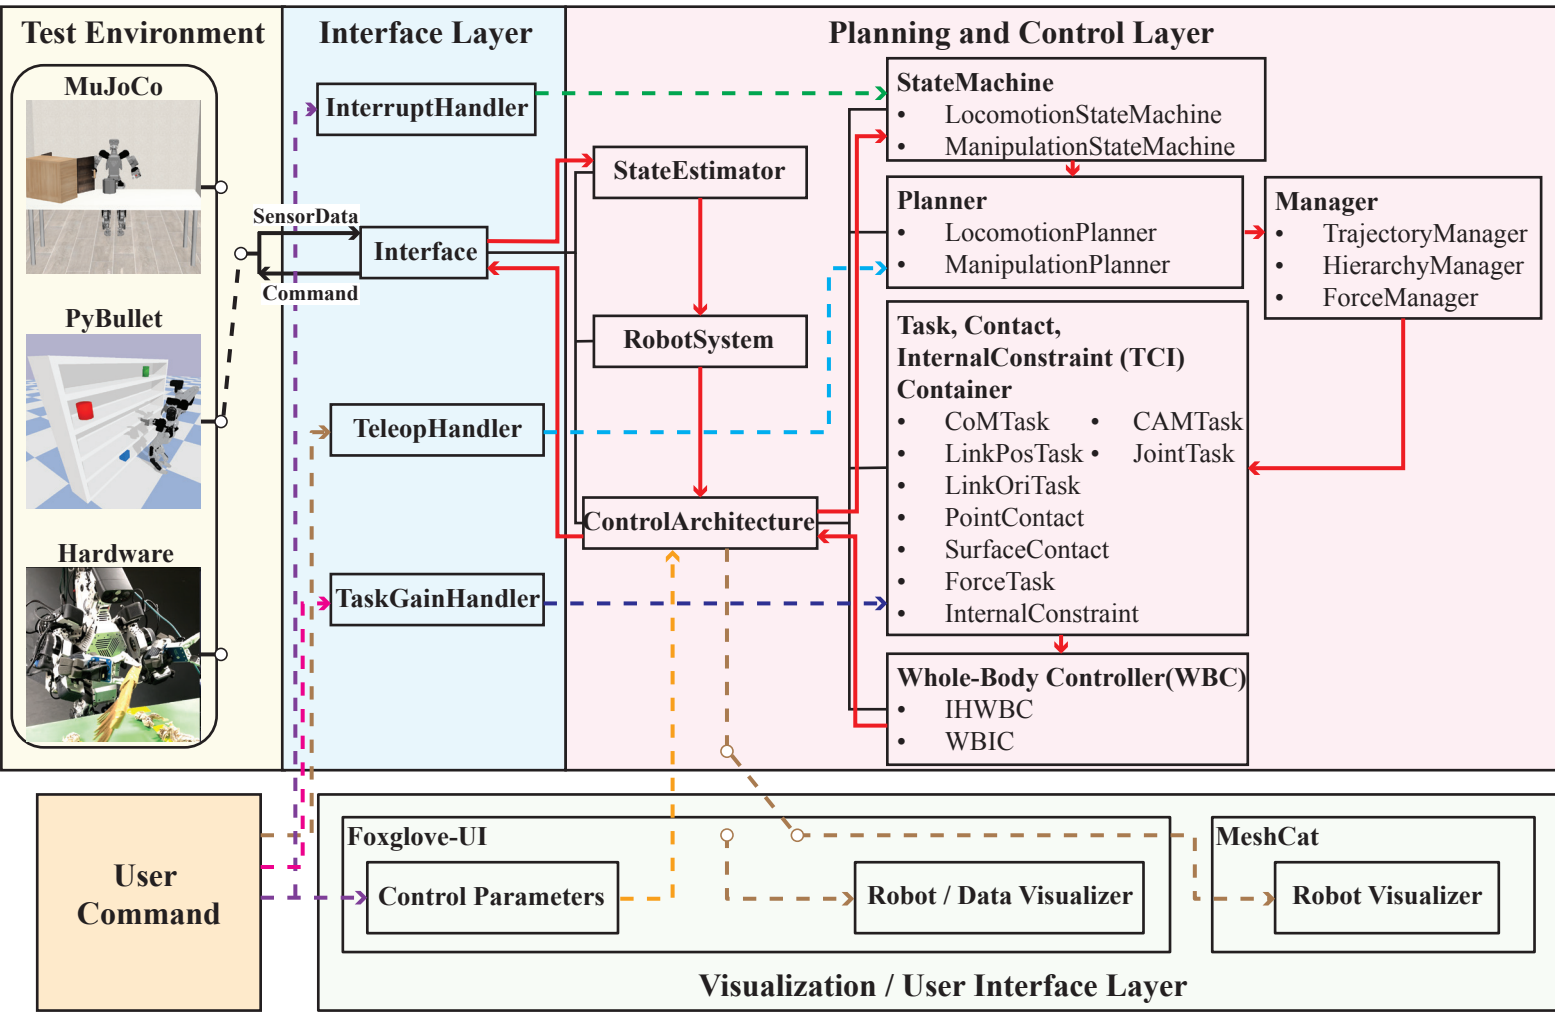 Test Environment
Interface Layer
Planning and Control Layer
MuJoCo
PyBullet
Hardware
SensorData
Command
InterruptHandler
Interface
TeleopHandler
TaskGainHandler
StateEstimator
RobotSystem
ControlArchitecture
StateMachine
• LocomotionStateMachine
• ManipulationStateMachine
Planner
• LocomotionPlanner
• ManipulationPlanner
Manager
• TrajectoryManager
• HierarchyManager
• ForceManager
Task, Contact,
InternalConstraint (TCI)
Container
• CoMTask • CAMTask
• LinkPosTask • JointTask
• LinkOriTask
• PointContact
• SurfaceContact
• ForceTask
• InternalConstraint
Whole-Body Controller(WBC)
• IHWBC
• WBIC
User
Command
Foxglove-UI
Control Parameters
Robot / Data Visualizer
MeshCat
Robot Visualizer
Visualization / User Interface Layer